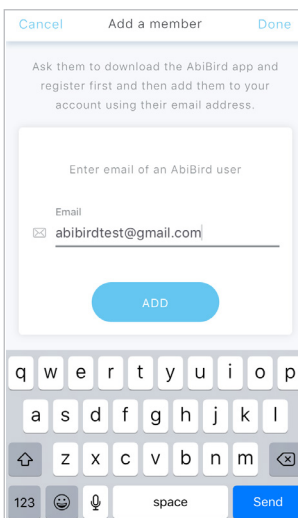 Cancel Add a member Done
Ask them to download the AbiBird app and
register first and then add them to your
account using their email address.
Enter email of an AbiBird user
Email
abibirdtest@gmail.com
ADD
q w e r t y u i o p
a s d f g h j k l
z x c v b n m
123 space Send